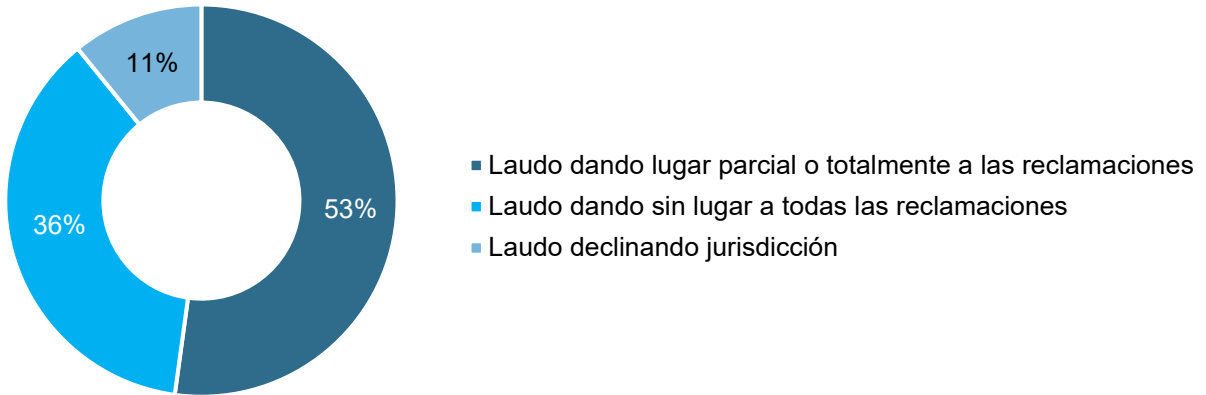 11%
53%
36%
Laudo dando lugar parcial o totalmente a las reclamaciones
Laudo dando sin lugar a todas las reclamaciones
Laudo declinando jurisdicción